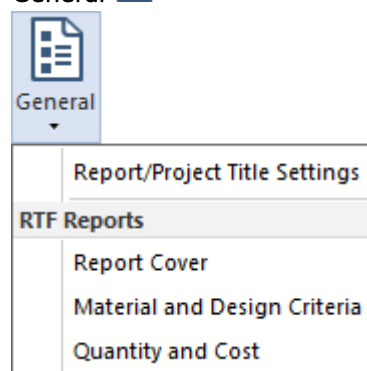 General
General
Report/Project Title Settings
RTF Reports
Report Cover
Material and Design Criteria
Quantity and Cost